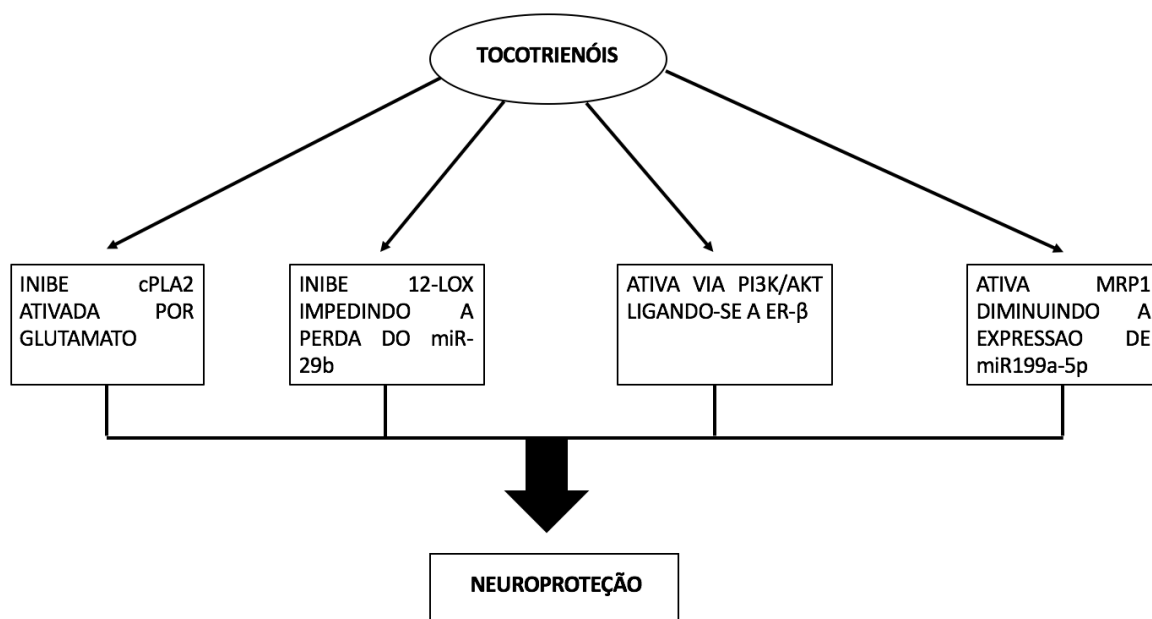 TOCOTRIENÓIS
INIBE cPLA2
ATIVADA POR
GLUTAMATO
INIBE 12-LOX
IMPEDINDO A
PERDA DO miR-
29b
ATIVA VIA PI3K/AKT
LIGANDO-SE A ER-β
ATIVA MRP1
DIMINUINDO A
EXPRESSAO DE
miR199a-5p
NEUROPROTEÇÃO